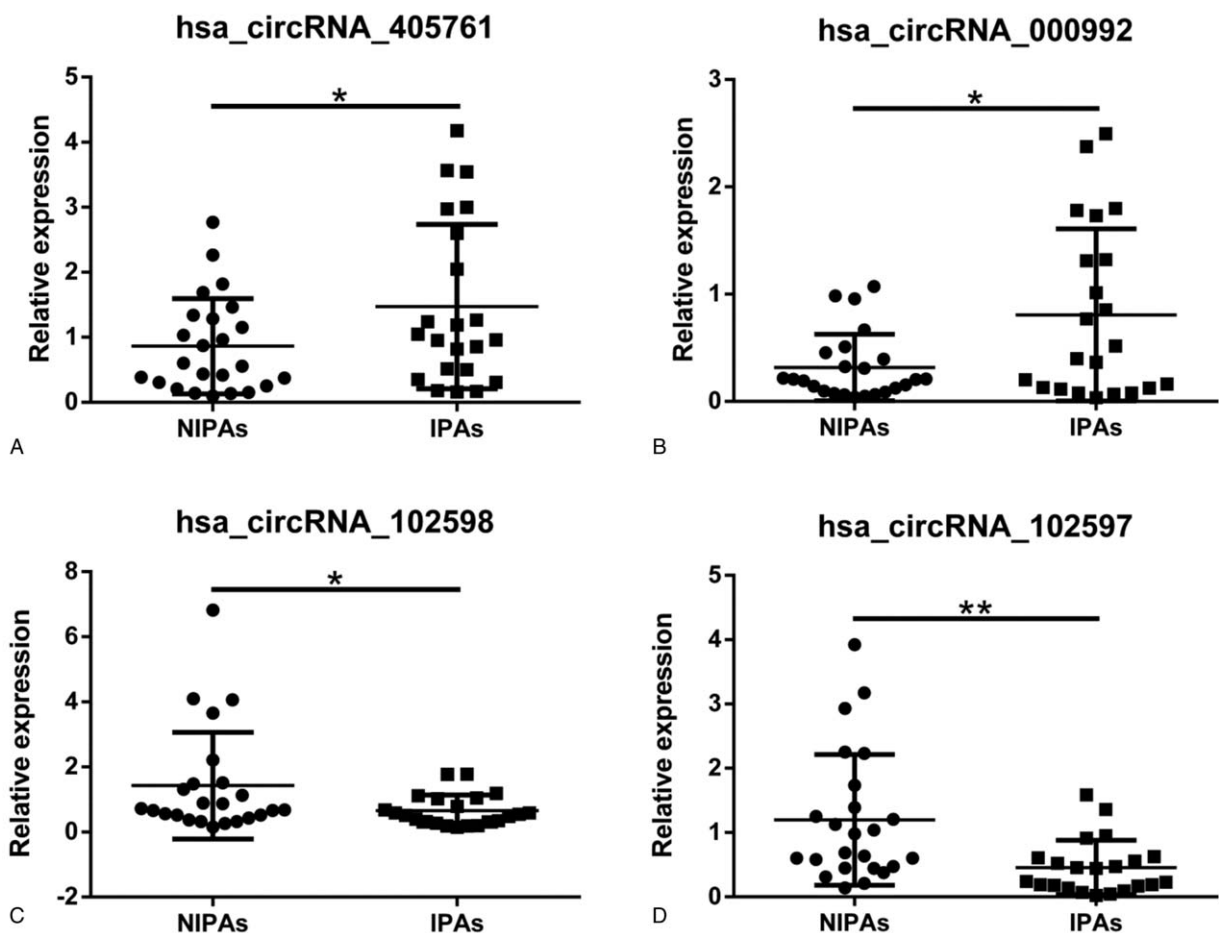 hsa_circRNA_405761
Relative expression
5
4
3
2
1
0
*
NIPAs
IPAs
A
hsa_circRNA_000992
Relative expression
3
2
1
0
*
NIPAs
IPAs
B
hsa_circRNA_102598
Relative expression
8
6
4
2
0
-2
*
NIPAs
IPAs
C
hsa_circRNA_102597
Relative expression
5
4
3
2
1
0
**
NIPAs
IPAs
D